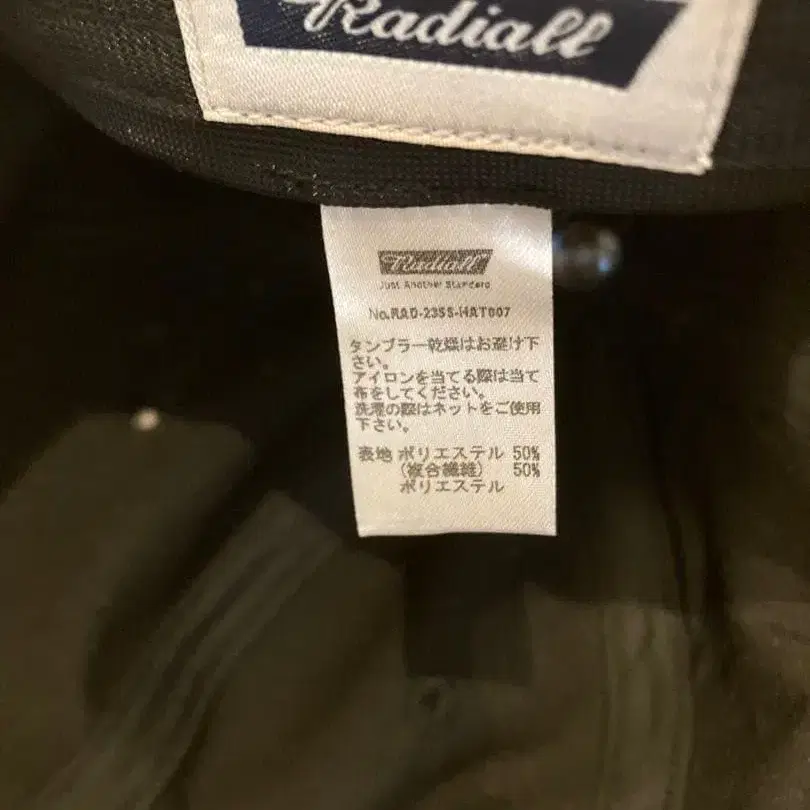 Radiall
Radiall
Just Another Standard
No.RAD-23SS-HAT007
タンブラー乾燥はお避け下
さい。
アイロンを当てる際は当て
布をしてください。
洗濯の際はネットをご使用
下さい。
表地 ポリエステル 50%
(複合繊維) 50%
ポリエステル